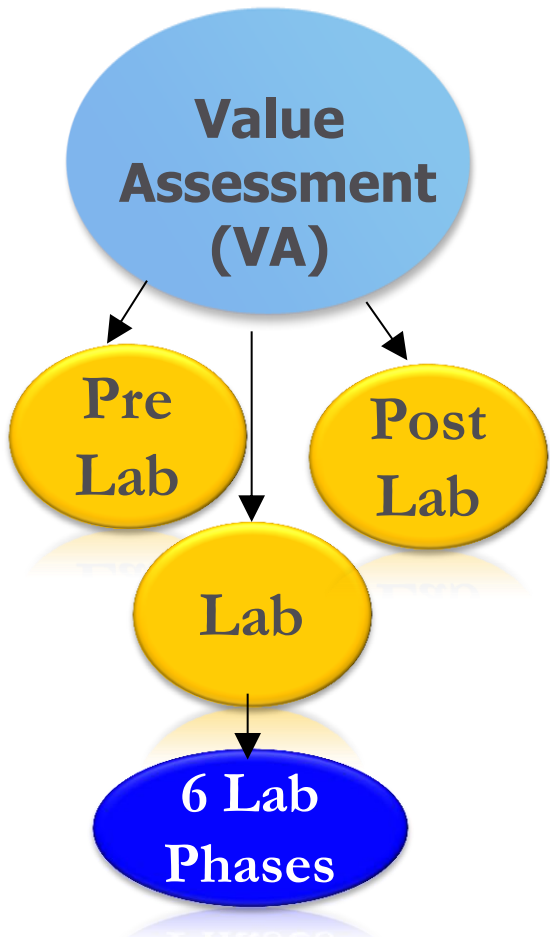 Value
Assessment
(VA)
Pre
Lab
Post
Lab
Lab
6 Lab
Phases